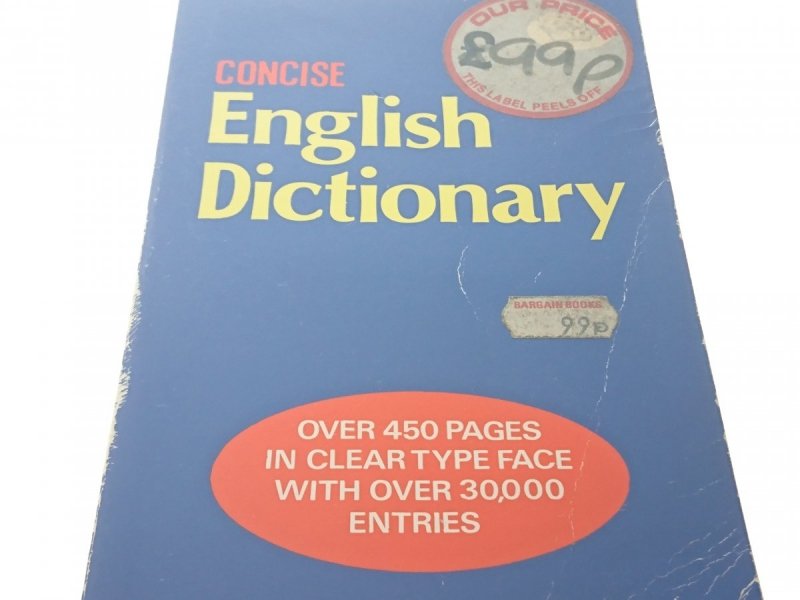 OUR PRICE
£99p
THIS LABEL PEELS OFF
CONCISE
English
Dictionary
BARGAIN BOOKS
99p
OVER 450 PAGES
IN CLEAR TYPE FACE
WITH OVER 30,000
ENTRIES